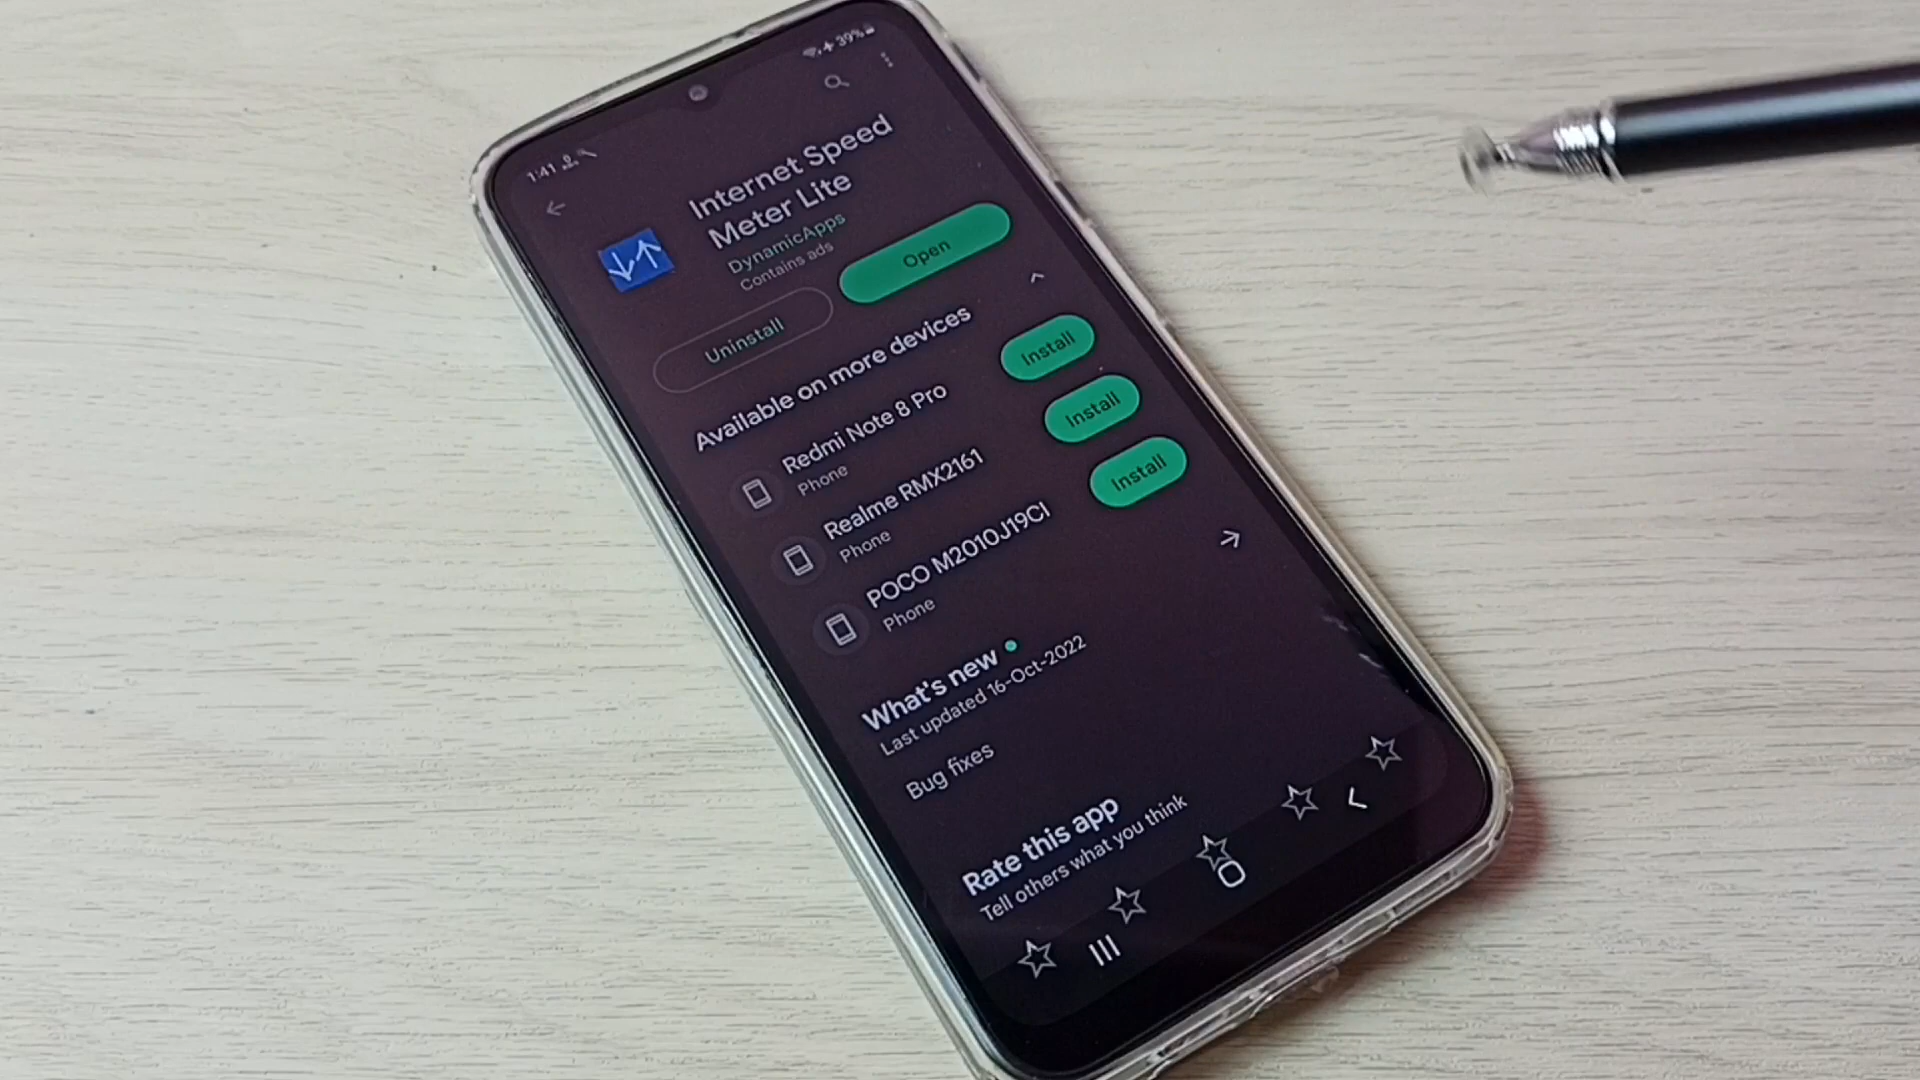 1:41
39%
Internet Speed
Meter Lite
DynamicApps
Contains ads
Uninstall
Open
Available on more devices
Redmi Note 8 Pro
Phone
Install
Realme RMX2161
Phone
Install
POCO M2010J19CI
Phone
Install
What's new
Last updated 16-Oct-2022
Bug fixes
Rate this app
Tell others what you think